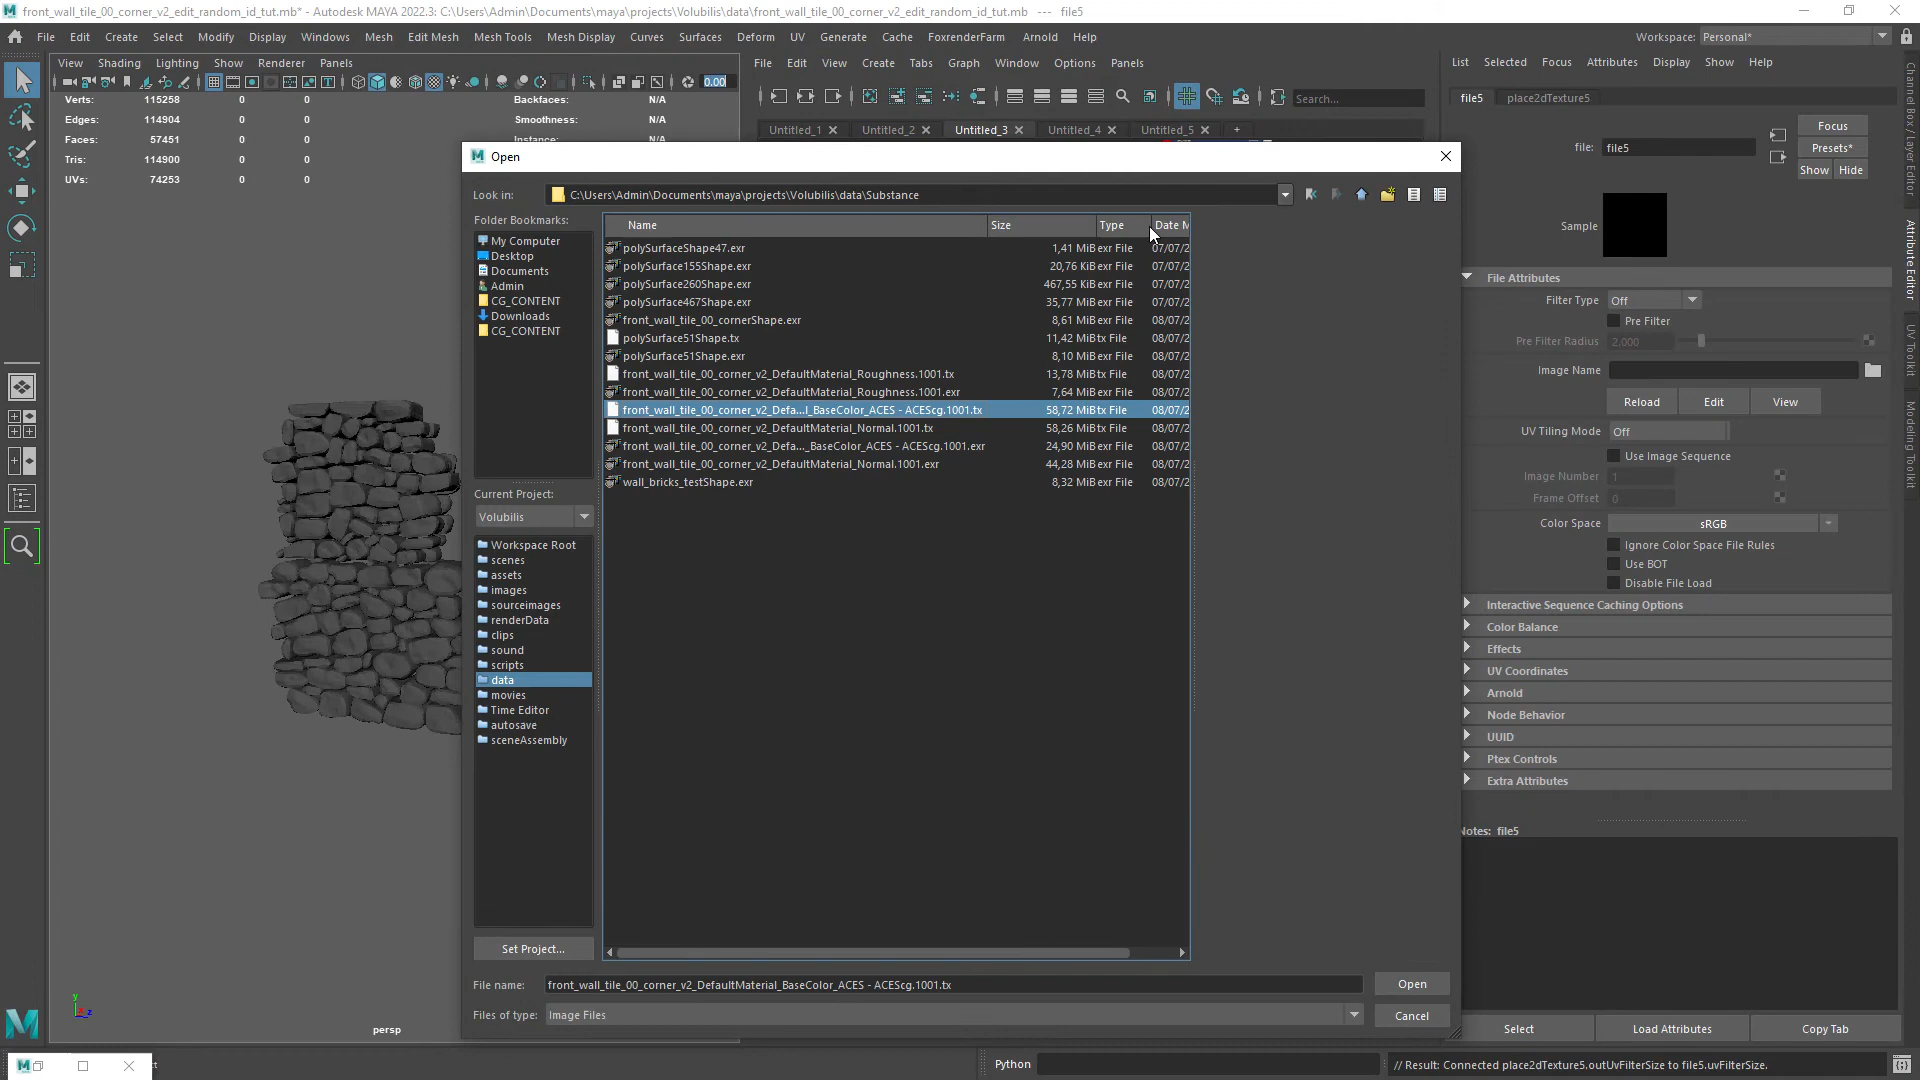 front_wall_tile_00_corner_v2_edit_random_id_tut.mb* - Autodesk MAYA 2022.3: C:\Users\Admin\Documents\maya\projects\Volubilis\data\front_wall_tile_00_corner_v2_edit_random_id_tut.mb --- file5
File Edit Create Select Modify Display Windows Mesh Edit Mesh Mesh Tools Mesh Display Curves Surfaces Deform UV Generate Cache FoxrenderFarm Arnold Help
Workspace: Personal*
View Shading Lighting Show Renderer Panels
File Edit View Create Tabs Graph Window Options Panels
List Selected Focus Attributes Display Show Help
0.00
Search...
Verts: 115258 0 0
Edges: 114904 0 0
Faces: 57451 0 0
Tris: 114900 0 0
UVs: 74253 0 0
Backfaces: N/A
Smoothness: N/A
Instance: N/A
Untitled_1 Untitled_2 Untitled_3 Untitled_4 Untitled_5 +
file5 place2dTexture5
file: file5
Focus
Presets*
Show Hide
Sample
File Attributes
Filter Type Off
Pre Filter
Pre Filter Radius 2.000
Image Name
Reload Edit View
UV Tiling Mode Off
Use Image Sequence
Image Number 1
Frame Offset 0
Color Space sRGB
Ignore Color Space File Rules
Use BOT
Disable File Load
Interactive Sequence Caching Options
Color Balance
Effects
UV Coordinates
Arnold
Node Behavior
UUID
Ptex Controls
Extra Attributes
Notes: file5
Select Load Attributes Copy Tab
Channel Box / Layer Editor
Attribute Editor
UV Toolkit
Modeling Toolkit
Open
Look in: C:\Users\Admin\Documents\maya\projects\Volubilis\data\Substance
Folder Bookmarks:
My Computer
Desktop
Documents
Admin
CG_CONTENT
Downloads
CG_CONTENT
Current Project:
Volubilis
Workspace Root
scenes
assets
images
sourceimages
renderData
clips
sound
scripts
data
movies
Time Editor
autosave
sceneAssembly
Set Project...
Name Size Type Date M
polySurfaceShape47.exr 1,41 MiB exr File 07/07/2
polySurface155Shape.exr 20,76 KiB exr File 07/07/2
polySurface260Shape.exr 467,55 KiB exr File 07/07/2
polySurface467Shape.exr 35,77 MiB exr File 07/07/2
front_wall_tile_00_cornerShape.exr 8,61 MiB exr File 08/07/2
polySurface51Shape.tx 11,42 MiB tx File 08/07/2
polySurface51Shape.exr 8,10 MiB exr File 08/07/2
front_wall_tile_00_corner_v2_DefaultMaterial_Roughness.1001.tx 13,78 MiB tx File 08/07/2
front_wall_tile_00_corner_v2_DefaultMaterial_Roughness.1001.exr 7,64 MiB exr File 08/07/2
front_wall_tile_00_corner_v2_Defa...l_BaseColor_ACES - ACEScg.1001.tx 58,72 MiB tx File 08/07/2
front_wall_tile_00_corner_v2_DefaultMaterial_Normal.1001.tx 58,26 MiB tx File 08/07/2
front_wall_tile_00_corner_v2_Defa..._BaseColor_ACES - ACEScg.1001.exr 24,90 MiB exr File 08/07/2
front_wall_tile_00_corner_v2_DefaultMaterial_Normal.1001.exr 44,28 MiB exr File 08/07/2
wall_bricks_testShape.exr 8,32 MiB exr File 08/07/2
File name: front_wall_tile_00_corner_v2_DefaultMaterial_BaseColor_ACES - ACEScg.1001.tx
Open
Files of type: Image Files
Cancel
y
z
persp
Python
// Result: Connected place2dTexture5.outUvFilterSize to file5.uvFilterSize.